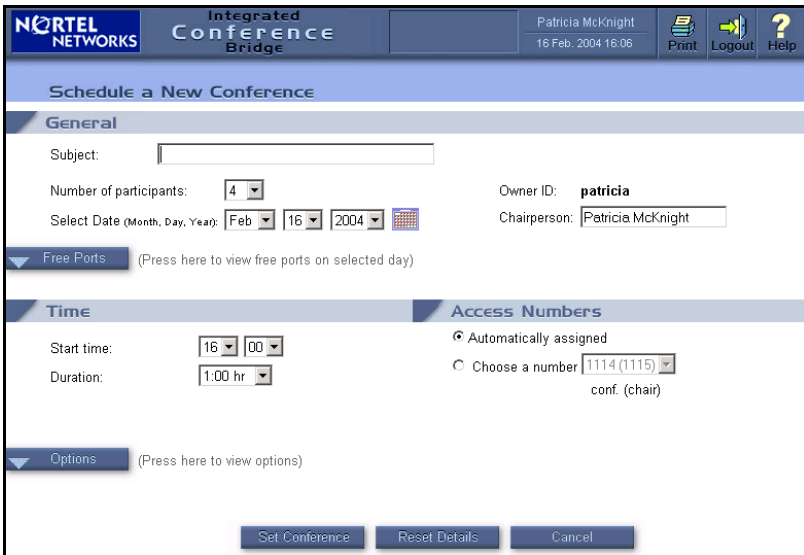 NORTEL
NETWORKS
Integrated
Conference
Bridge
Patricia McKnight
16 Feb. 2004 16:06
Print
Logout
Help
Schedule a New Conference
General
Subject:
Number of participants: 4
Owner ID: patricia
Select Date (Month, Day, Year): Feb 16 2004
Chairperson: Patricia McKnight
Free Ports (Press here to view free ports on selected day)
Time
Access Numbers
Start time: 16 00
Automatically assigned
Duration: 1:00 hr
Choose a number 1114 (1115)
conf. (chair)
Options (Press here to view options)
Set Conference
Reset Details
Cancel